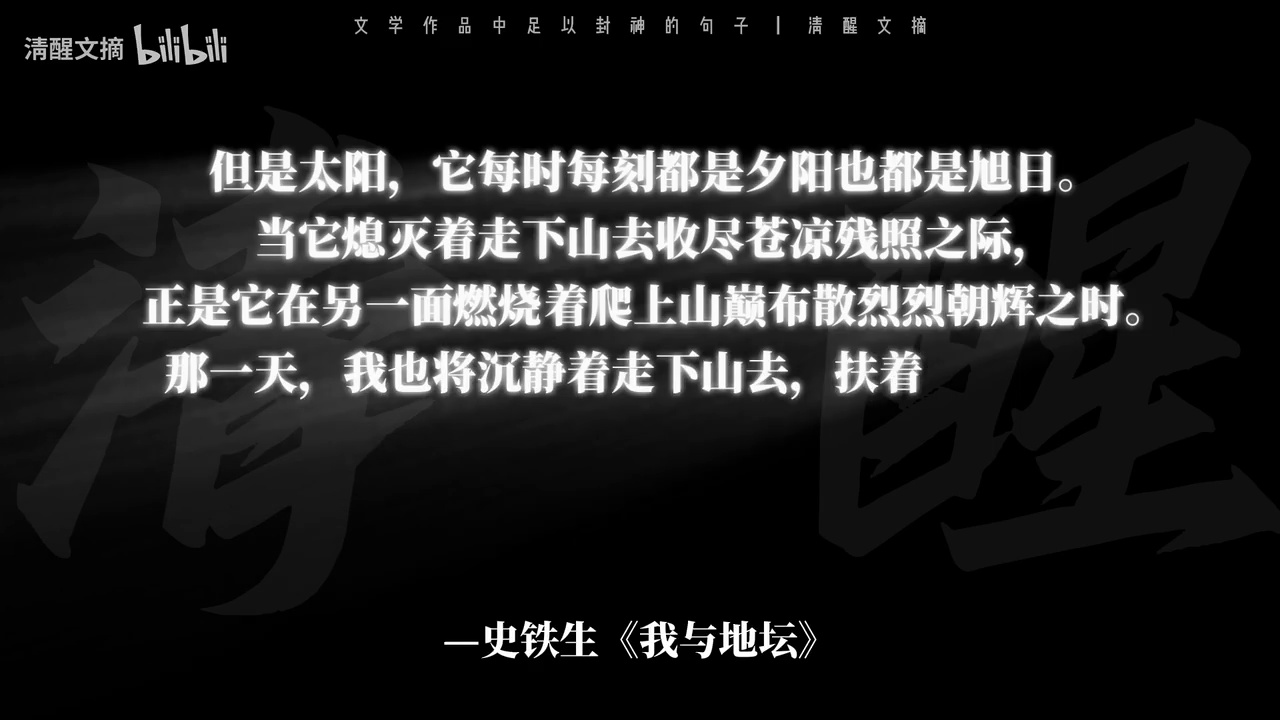 文学作品中足以封神的句子 | 清醒文摘
清醒文摘 bilibili
清醒
但是太阳，它每时每刻都是夕阳也都是旭日。
当它熄灭着走下山去收尽苍凉残照之际，
正是它在另一面燃烧着爬上山巅布散烈烈朝辉之时。
那一天，我也将沉静着走下山去，扶着
—史铁生《我与地坛》